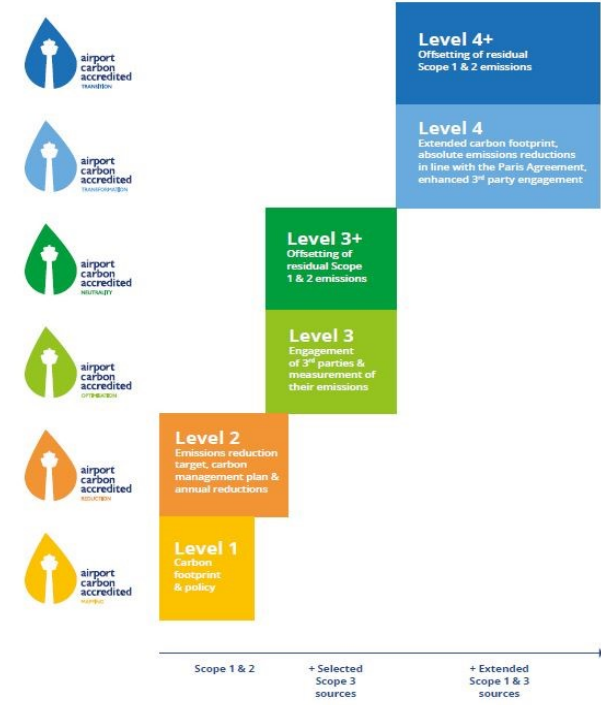 airport
carbon
accredited
TRANSITION
Level 4+
Offsetting of residual
Scope 1 & 2 emissions
airport
carbon
accredited
TRANSFORMATION
Level 4
Extended carbon footprint,
absolute emissions reductions
in line with the Paris Agreement,
enhanced 3rd party engagement
airport
carbon
accredited
NEUTRALITY
Level 3+
Offsetting of
residual Scope
1 & 2 emissions
airport
carbon
accredited
OPTIMISATION
Level 3
Engagement
of 3rd parties &
measurement of
their emissions
airport
carbon
accredited
REDUCTION
Level 2
Emissions reduction
target, carbon
management plan &
annual reductions
airport
carbon
accredited
MAPPING
Level 1
Carbon
footprint
& policy
Scope 1 & 2
+ Selected
Scope 3
sources
+ Extended
Scope 1 & 3
sources